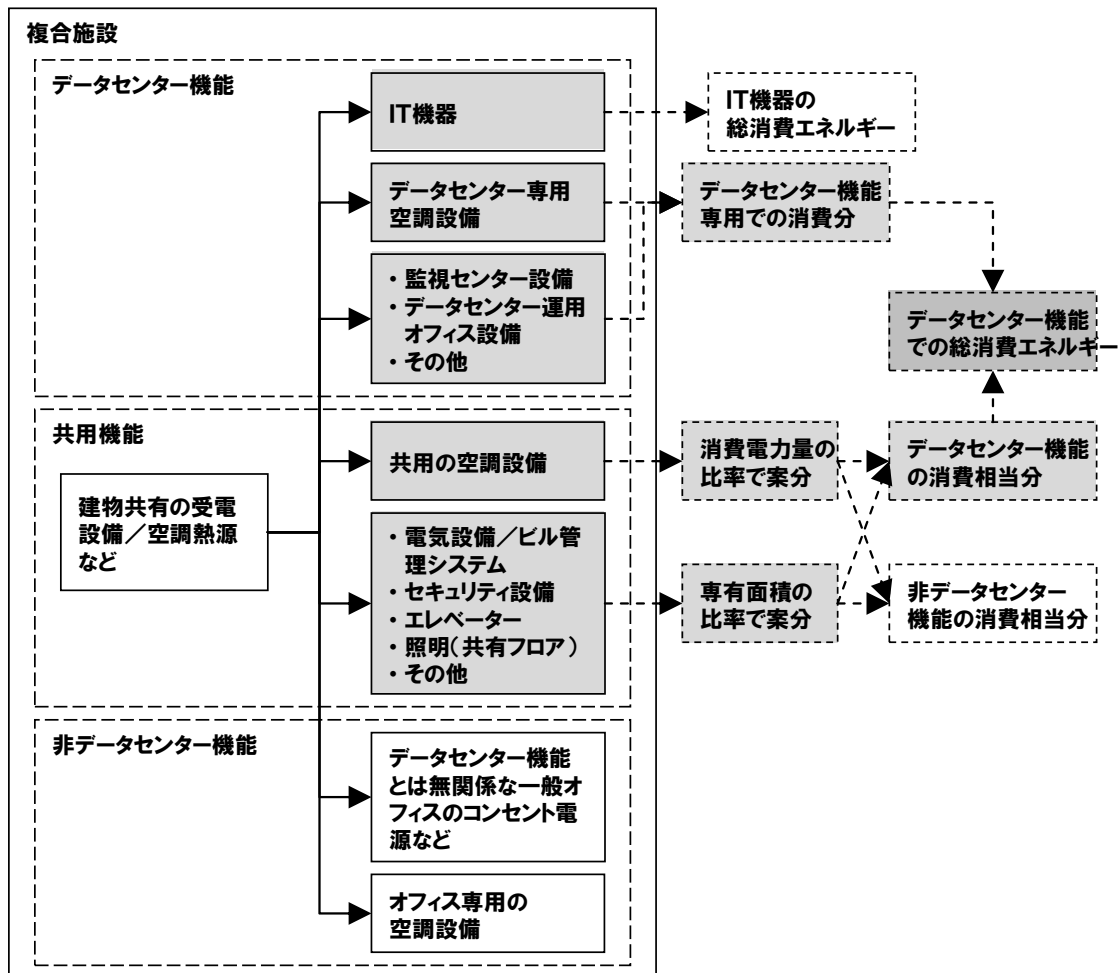 複合施設
データセンター機能
IT機器
IT機器の
総消費エネルギー
データセンター専用
空調設備
データセンター機能
専用での消費分
・監視センター設備
・データセンター運用
オフィス設備
・その他
データセンター機能
での総消費エネルギー
共用機能
建物共有の受電
設備／空調熱源
など
共用の空調設備
消費電力量の
比率で案分
データセンター機能
の消費相当分
・電気設備／ビル管
理システム
・セキュリティ設備
・エレベーター
・照明（共有フロア）
・その他
専有面積の
比率で案分
非データセンター
機能の消費相当分
非データセンター機能
データセンター機能
とは無関係な一般オ
フィスのコンセント電
源など
オフィス専用の
空調設備